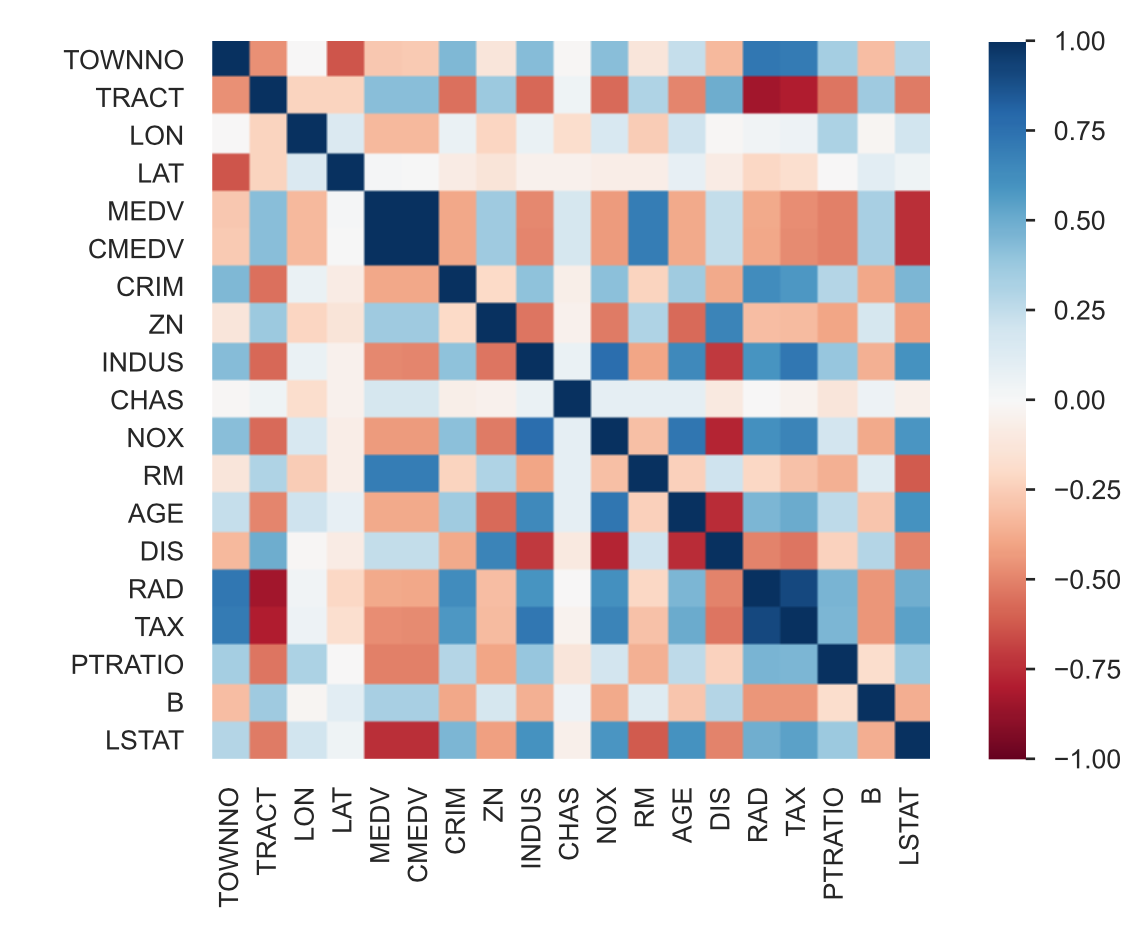 TOWNNO
TRACT
LON
LAT
MEDV
CMEDV
CRIM
ZN
INDUS
CHAS
NOX
RM
AGE
DIS
RAD
TAX
PTRATIO
B
LSTAT
TOWNNO
TRACT
LON
LAT
MEDV
CMEDV
CRIM
ZN
INDUS
CHAS
NOX
RM
AGE
DIS
RAD
TAX
PTRATIO
B
LSTAT
1.00
0.75
0.50
0.25
0.00
−0.25
−0.50
−0.75
−1.00